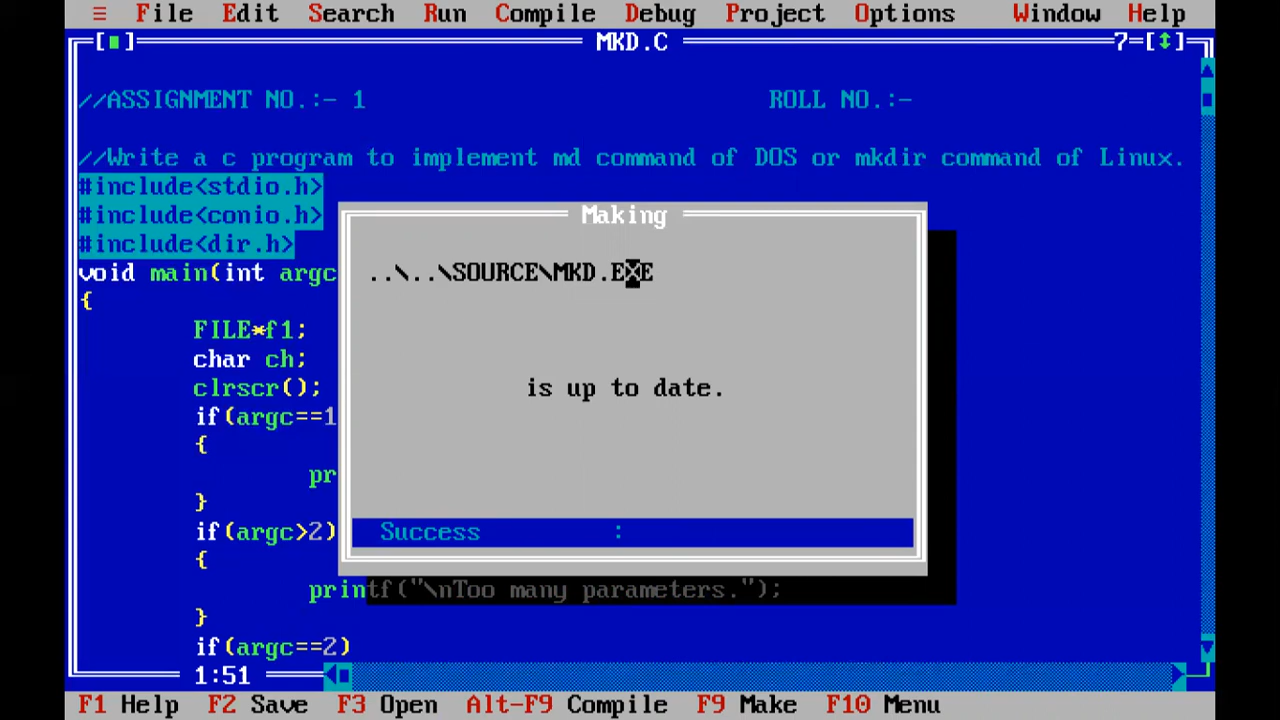 ≡ File Edit Search Run Compile Debug Project Options Window Help
MKD.C 7=[↕]
//ASSIGNMENT NO.:- 1 ROLL NO.:-
//Write a c program to implement md command of DOS or mkdir command of Linux.
#include<stdio.h>
#include<conio.h>
Making
#include<dir.h>
void main(int argc
..\..\SOURCE\MKD.EXE
{
FILE*f1;
char ch;
clrscr();
is up to date.
if(argc==1
{
pr
}
if(argc>2)
Success :
{
printf("\nToo many parameters.");
}
if(argc==2)
1:51
F1 Help F2 Save F3 Open Alt-F9 Compile F9 Make F10 Menu